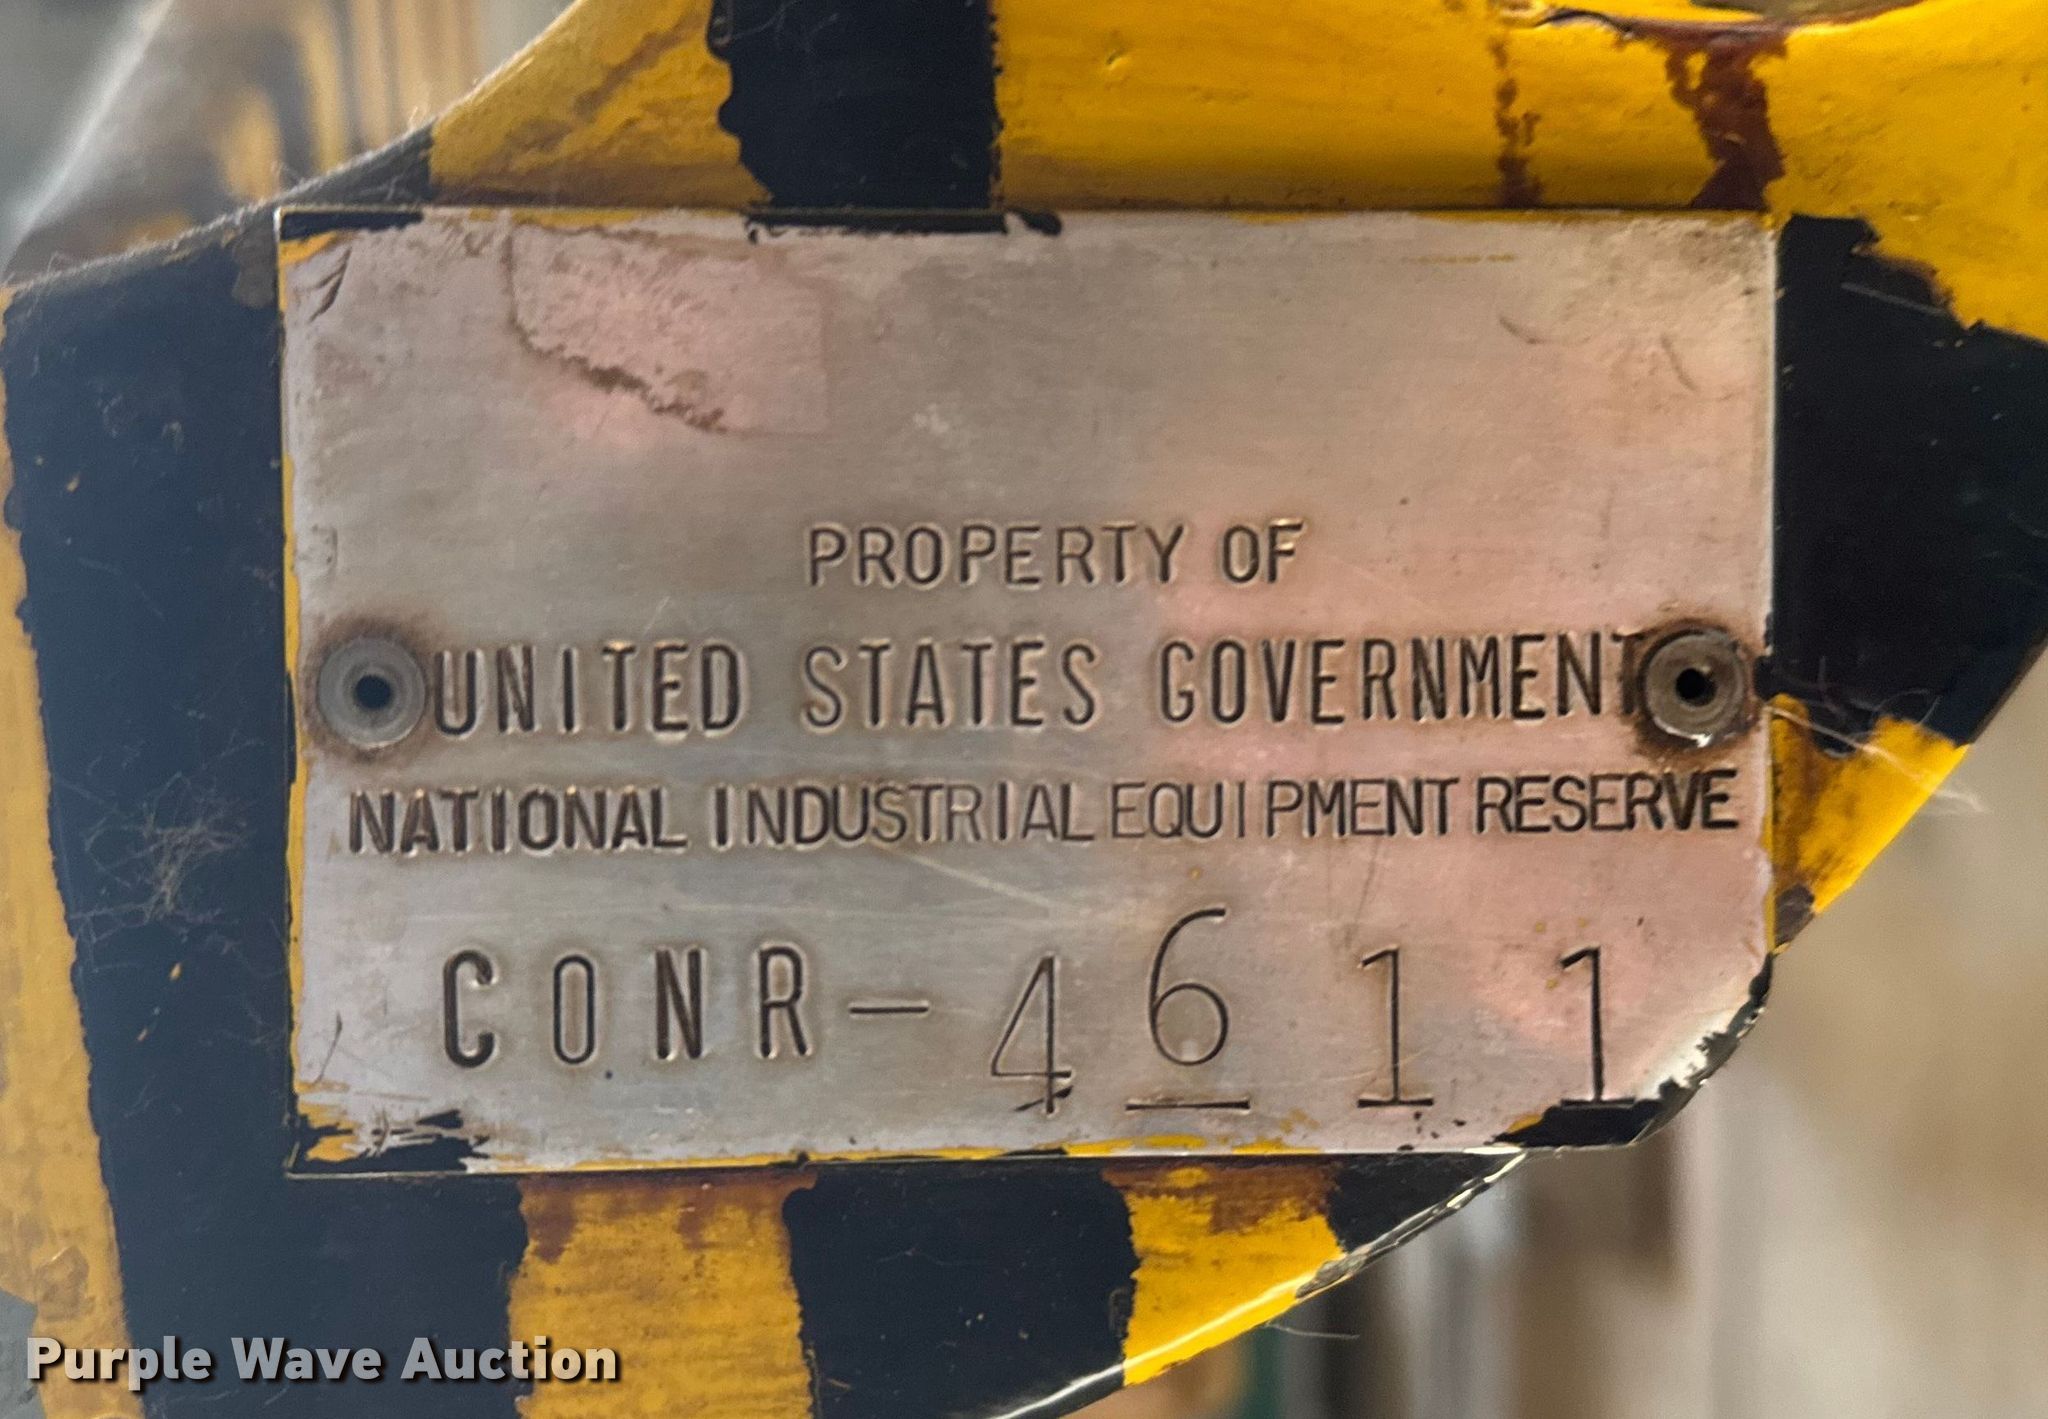 PROPERTY OF
UNITED STATES GOVERNMENT
NATIONAL INDUSTRIAL EQUIPMENT RESERVE
CONR-4611
Purple Wave Auction